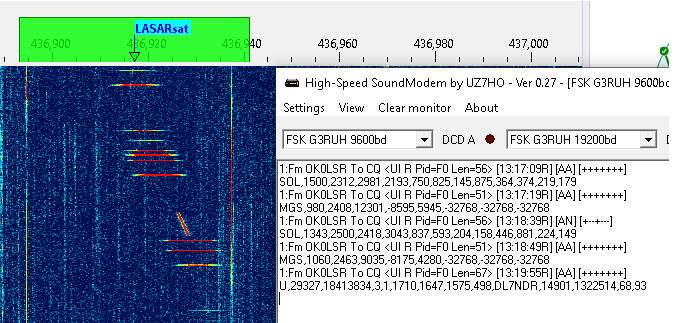 LASARsat
436,900 436,920 436,940 436,960 436,980 437,000
High-Speed SoundModem by UZ7HO - Ver 0.27 - [FSK G3RUH 9600bd
Settings View Clear monitor About
FSK G3RUH 9600bd DCD A FSK G3RUH 19200bd
1:Fm OK0LSR To CQ <UI R Pid=F0 Len=56> [13:17:09R] [AA] [+++++++]
SOL,1500,2312,2981,2193,750,825,145,875,364,374,219,179
1:Fm OK0LSR To CQ <UI R Pid=F0 Len=51> [13:17:19R] [AA] [+++++++]
MGS,980,2408,12301,-8595,5945,-32768,-32768,-32768
1:Fm OK0LSR To CQ <UI R Pid=F0 Len=56> [13:18:39R] [AN] [+--+---]
SOL,1343,2500,2418,3043,837,593,204,158,446,881,224,149
1:Fm OK0LSR To CQ <UI R Pid=F0 Len=51> [13:18:49R] [AA] [+++++++]
MGS,1060,2463,9035,-8175,4280,-32768,-32768,-32768
1:Fm OK0LSR To CQ <UI R Pid=F0 Len=67> [13:19:55R] [AA] [+++++++]
U,29327,18413834,3,1,1710,1647,1575,498,DL7NDR,14901,1322514,68,93